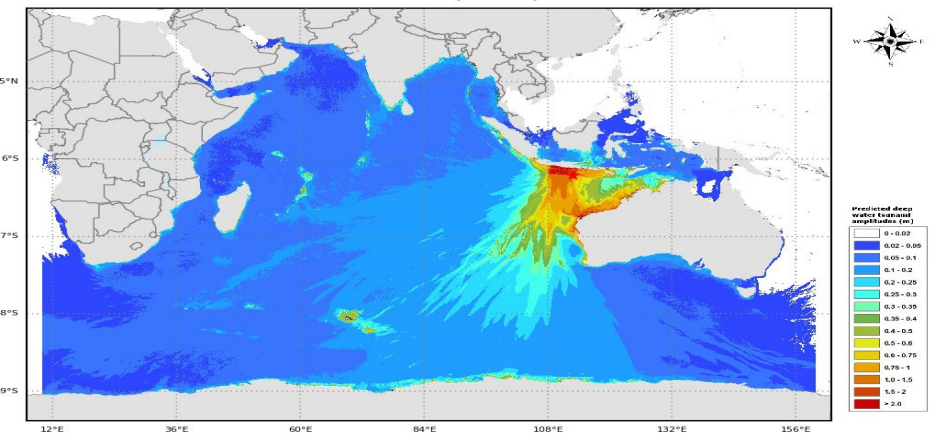 W E
S
5°N
6°S
7°S
8°S
9°S
12°E 36°E 60°E 84°E 108°E 132°E 156°E
Predicted deep
water tsunami
amplitudes (m)
0 - 0.02
0.02 - 0.05
0.05 - 0.1
0.1 - 0.2
0.2 - 0.25
0.25 - 0.3
0.3 - 0.35
0.35 - 0.4
0.4 - 0.5
0.5 - 0.6
0.6 - 0.75
0.75 - 1
1.0 - 1.5
1.5 - 2
> 2.0